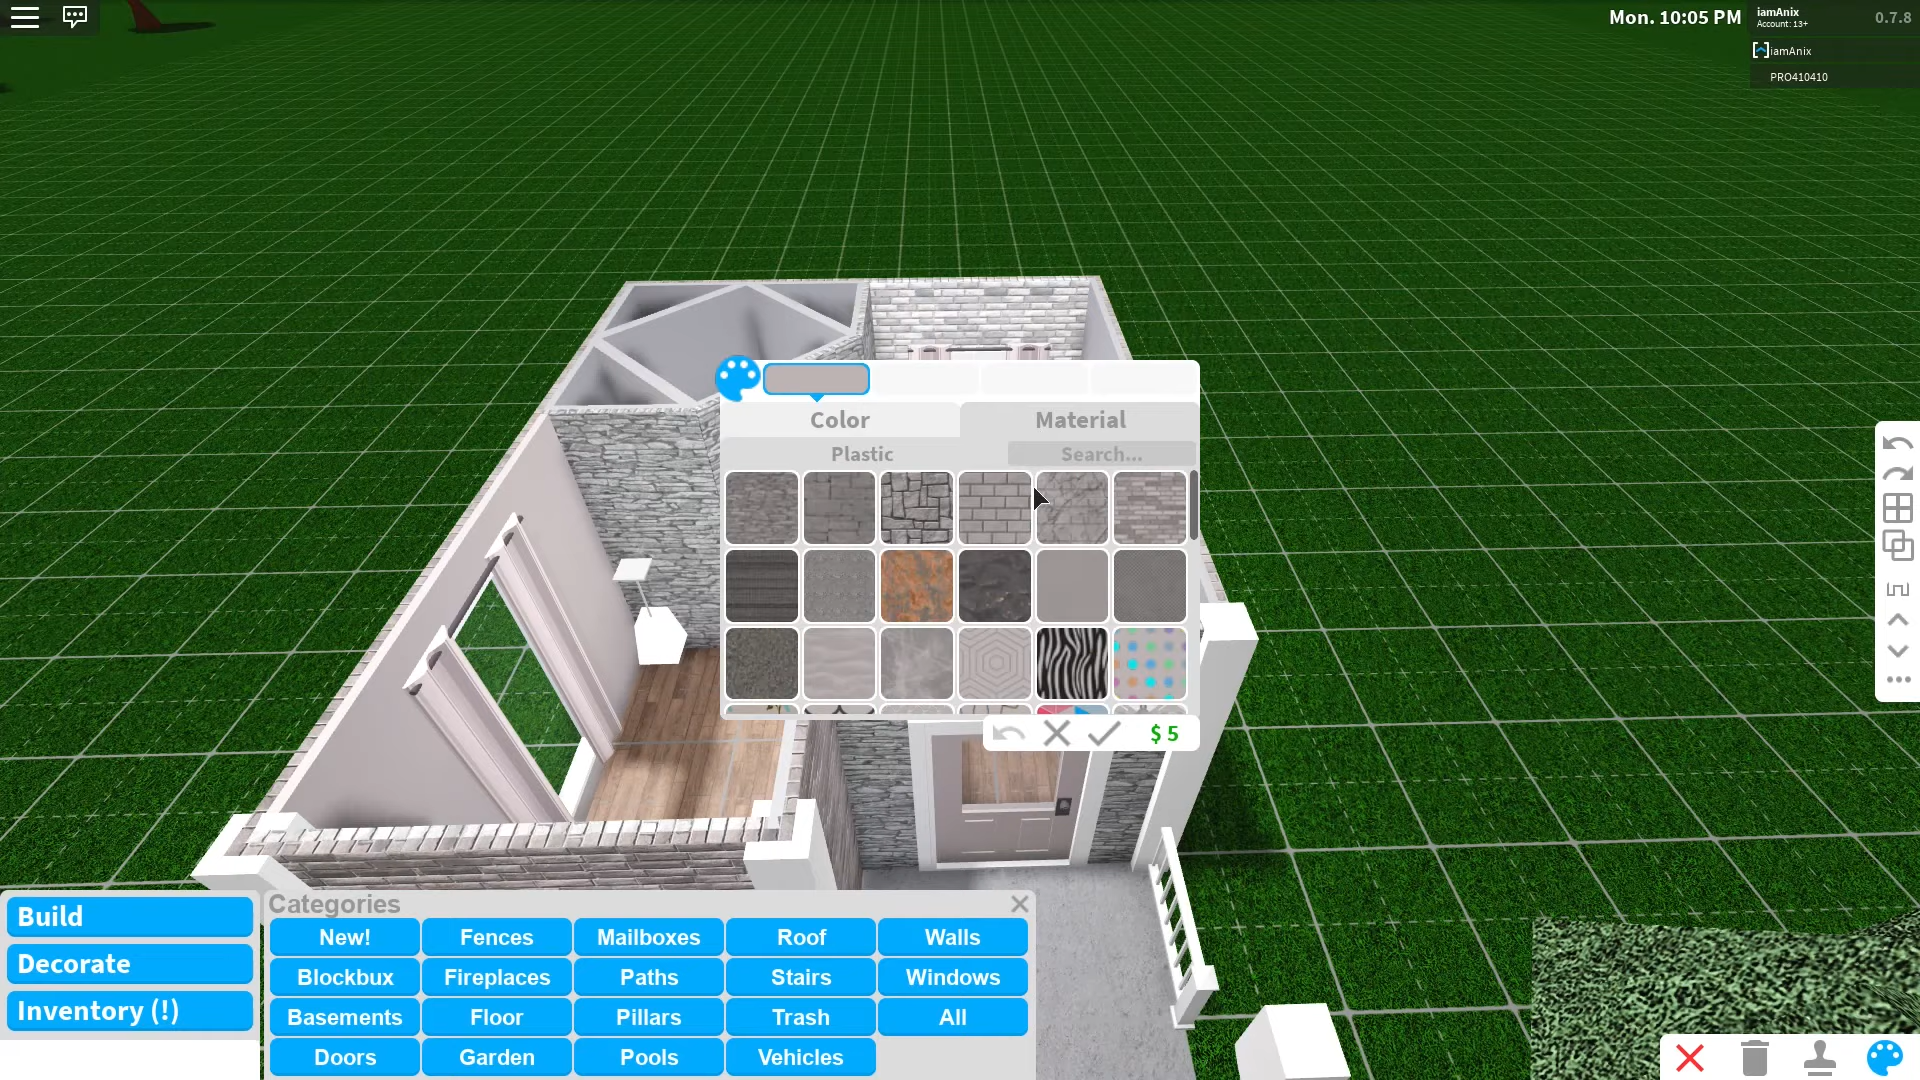 Mon. 10:05 PM
iamAnix
Account: 13+
0.7.8
iamAnix
PRO410410
Color
Material
Plastic
Search...
$ 5
Build
Decorate
Inventory (!)
Categories
New!
Fences
Mailboxes
Roof
Walls
Blockbux
Fireplaces
Paths
Stairs
Windows
Basements
Floor
Pillars
Trash
All
Doors
Garden
Pools
Vehicles